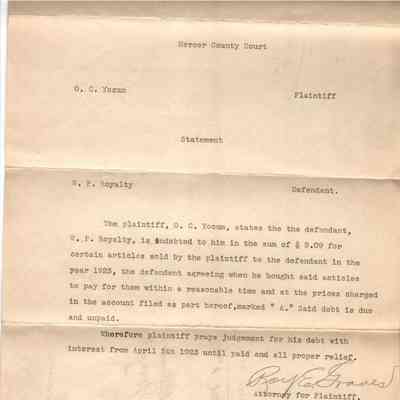 Mercer County Court
O. C. Yocum
Plaintiff
Statement
W. P. Royalty
Defendant.
The plaintiff, O. C. Yocum, states the the defendant,
W. P. Royalty, is indebted to him in the sum of $ 9.09 for
certain articles sold by the plaintiff to the defendant in the
year 1923, the defendant agreeing when he bought said articles
to pay for them within a reasonable time and at the prices charged
in the account filed as part hereof, marked " A." Said debt is due
and unpaid.
Wherefore plaintiff prays judgement for his debt with
interest from April 1st 1923 until paid and all proper relief.
Graves
Attorney for Plaintiff.